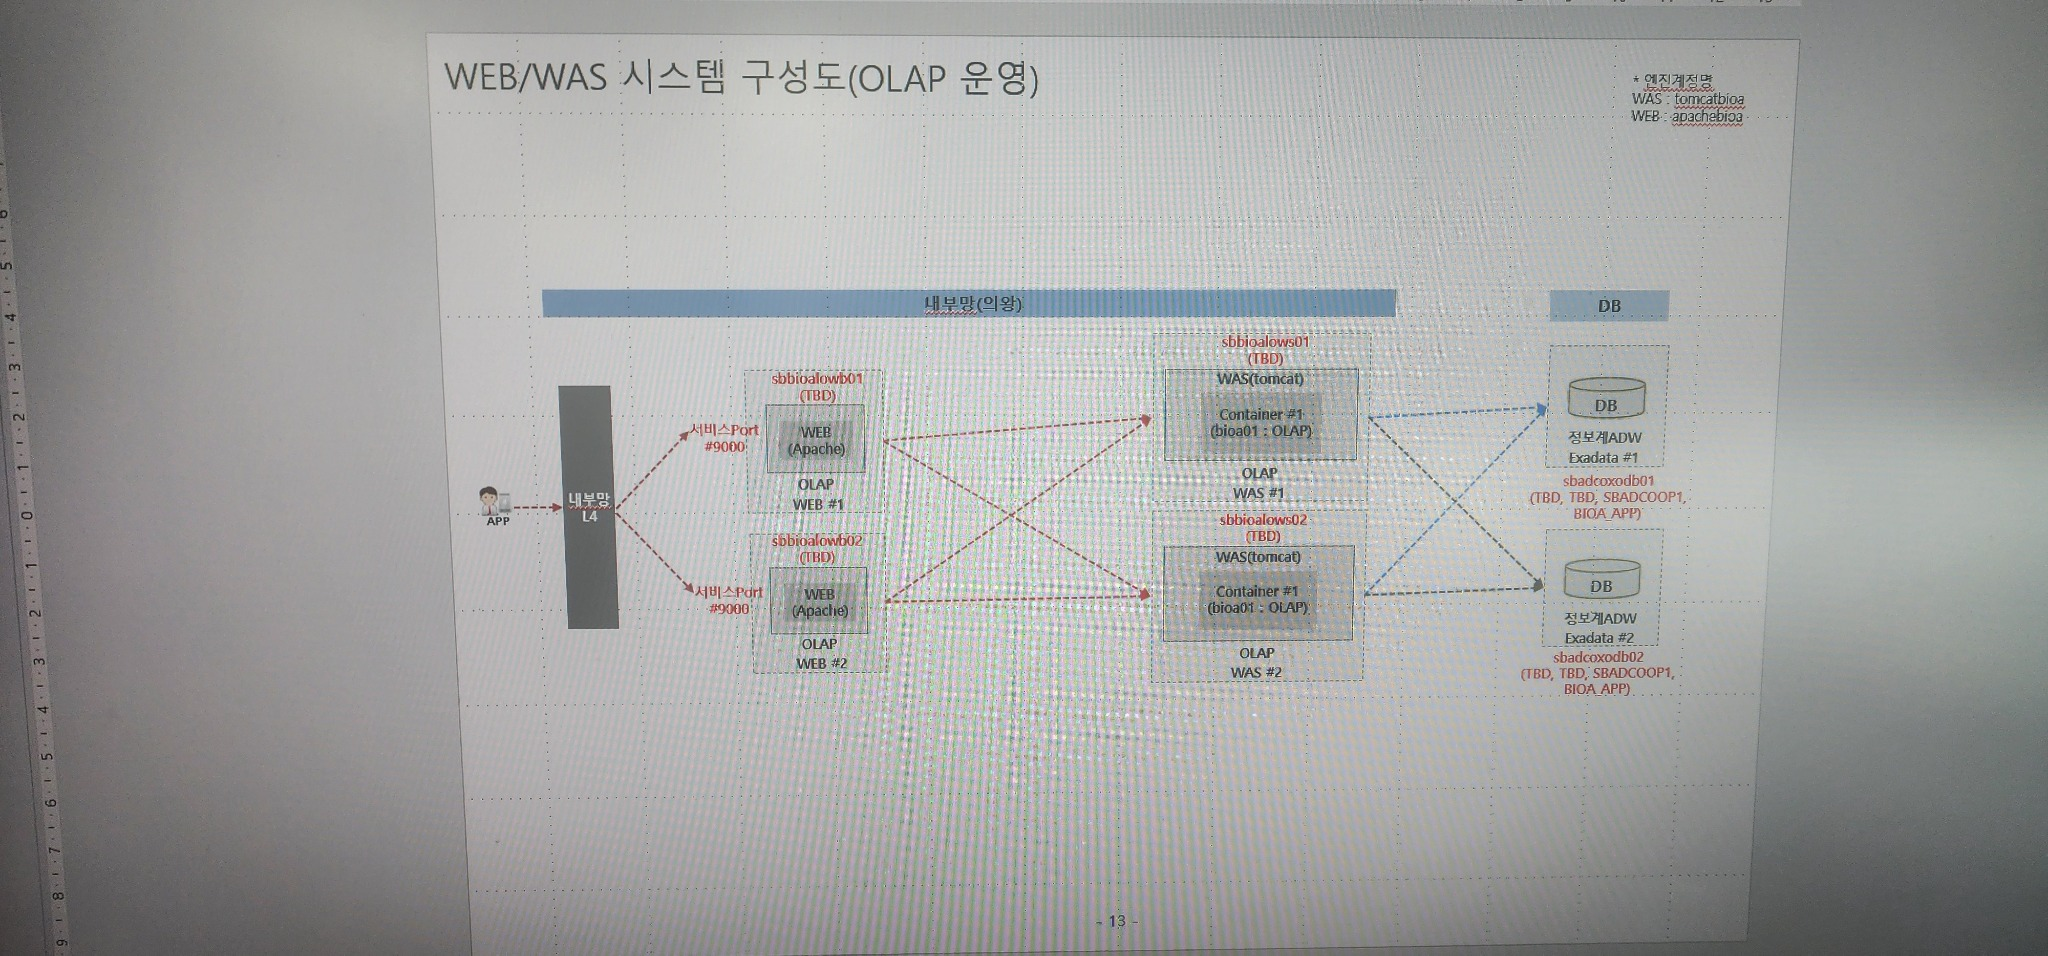 WEB/WAS 시스템 구성도(OLAP 운영)
* 엔진계정명
WAS : tomcatbioa
WEB : apachebioa
내부망(의왕)
DB
APP
내부망
L4
서비스Port
#9000
서비스Port
#9000
sbbioalowb01
(TBD)
WEB
(Apache)
OLAP
WEB #1
sbbioalowb02
(TBD)
WEB
(Apache)
OLAP
WEB #2
sbbioalows01
(TBD)
WAS(tomcat)
Container #1
(bioa01 : OLAP)
OLAP
WAS #1
sbbioalows02
(TBD)
WAS(tomcat)
Container #1
(bioa01 : OLAP)
OLAP
WAS #2
DB
정보계ADW
Exadata #1
sbadcoxodb01
(TBD, TBD, SBADCOOP1,
BIOA_APP)
DB
정보계ADW
Exadata #2
sbadcoxodb02
(TBD, TBD, SBADCOOP1,
BIOA_APP)
- 13 -